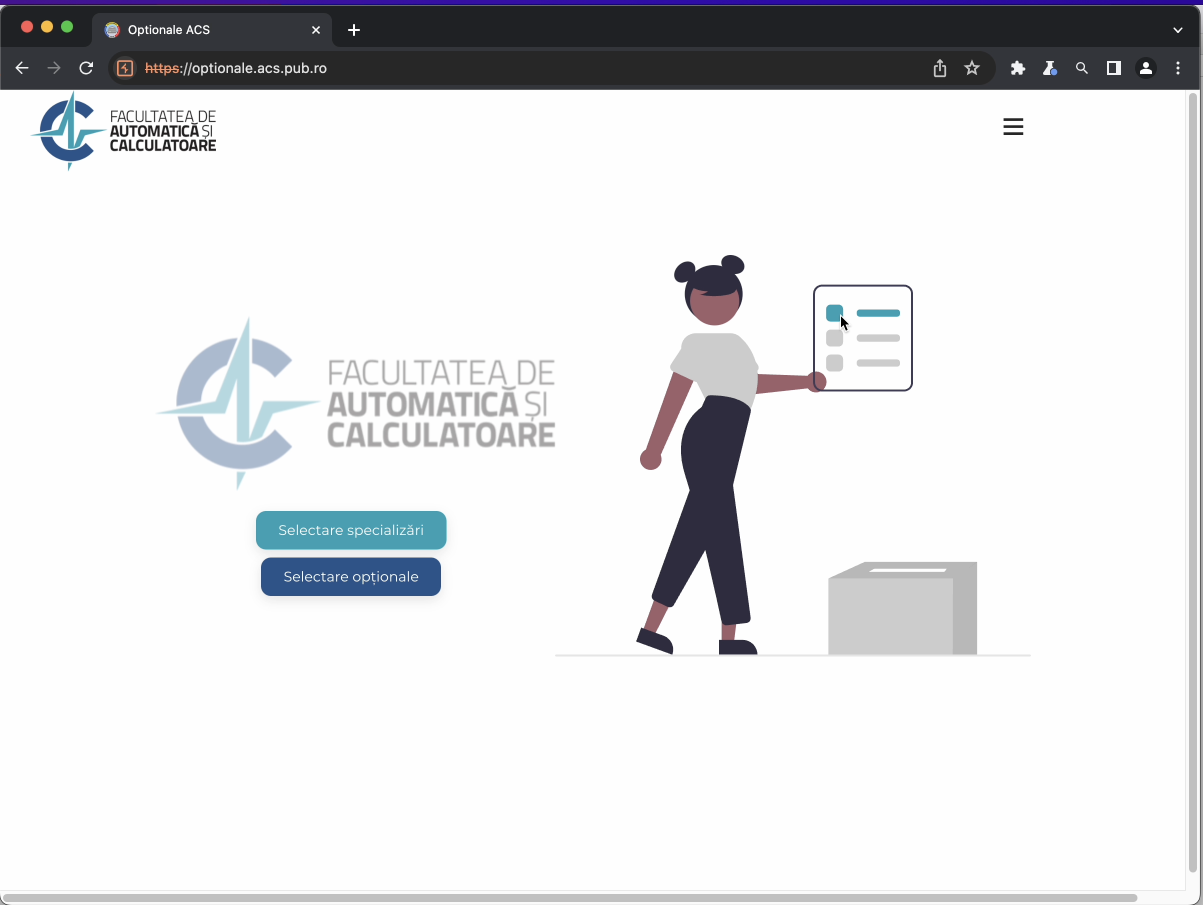 Optionale ACS
https://optionale.acs.pub.ro
FACULTATEA DE
AUTOMATICĂ ȘI
CALCULATOARE
FACULTATEA DE
AUTOMATICĂ ȘI
CALCULATOARE
Selectare specializări
Selectare opționale